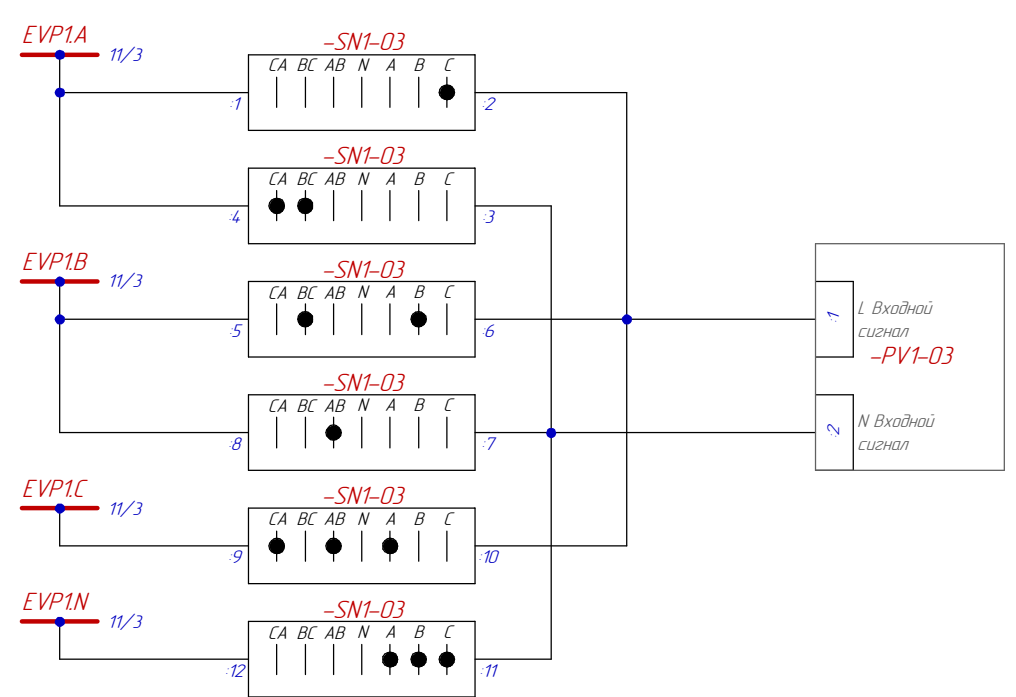 EVP1.A
11/3
-SN1-03
CA BC AB N A B C
:1
:2
-SN1-03
CA BC AB N A B C
:4
:3
EVP1.B
11/3
-SN1-03
CA BC AB N A B C
:5
:6
:1
L Входной
сигнал
-PV1-03
-SN1-03
CA BC AB N A B C
:8
:7
:2
N Входной
сигнал
EVP1.C
11/3
-SN1-03
CA BC AB N A B C
:9
:10
EVP1.N
11/3
-SN1-03
CA BC AB N A B C
:12
:11